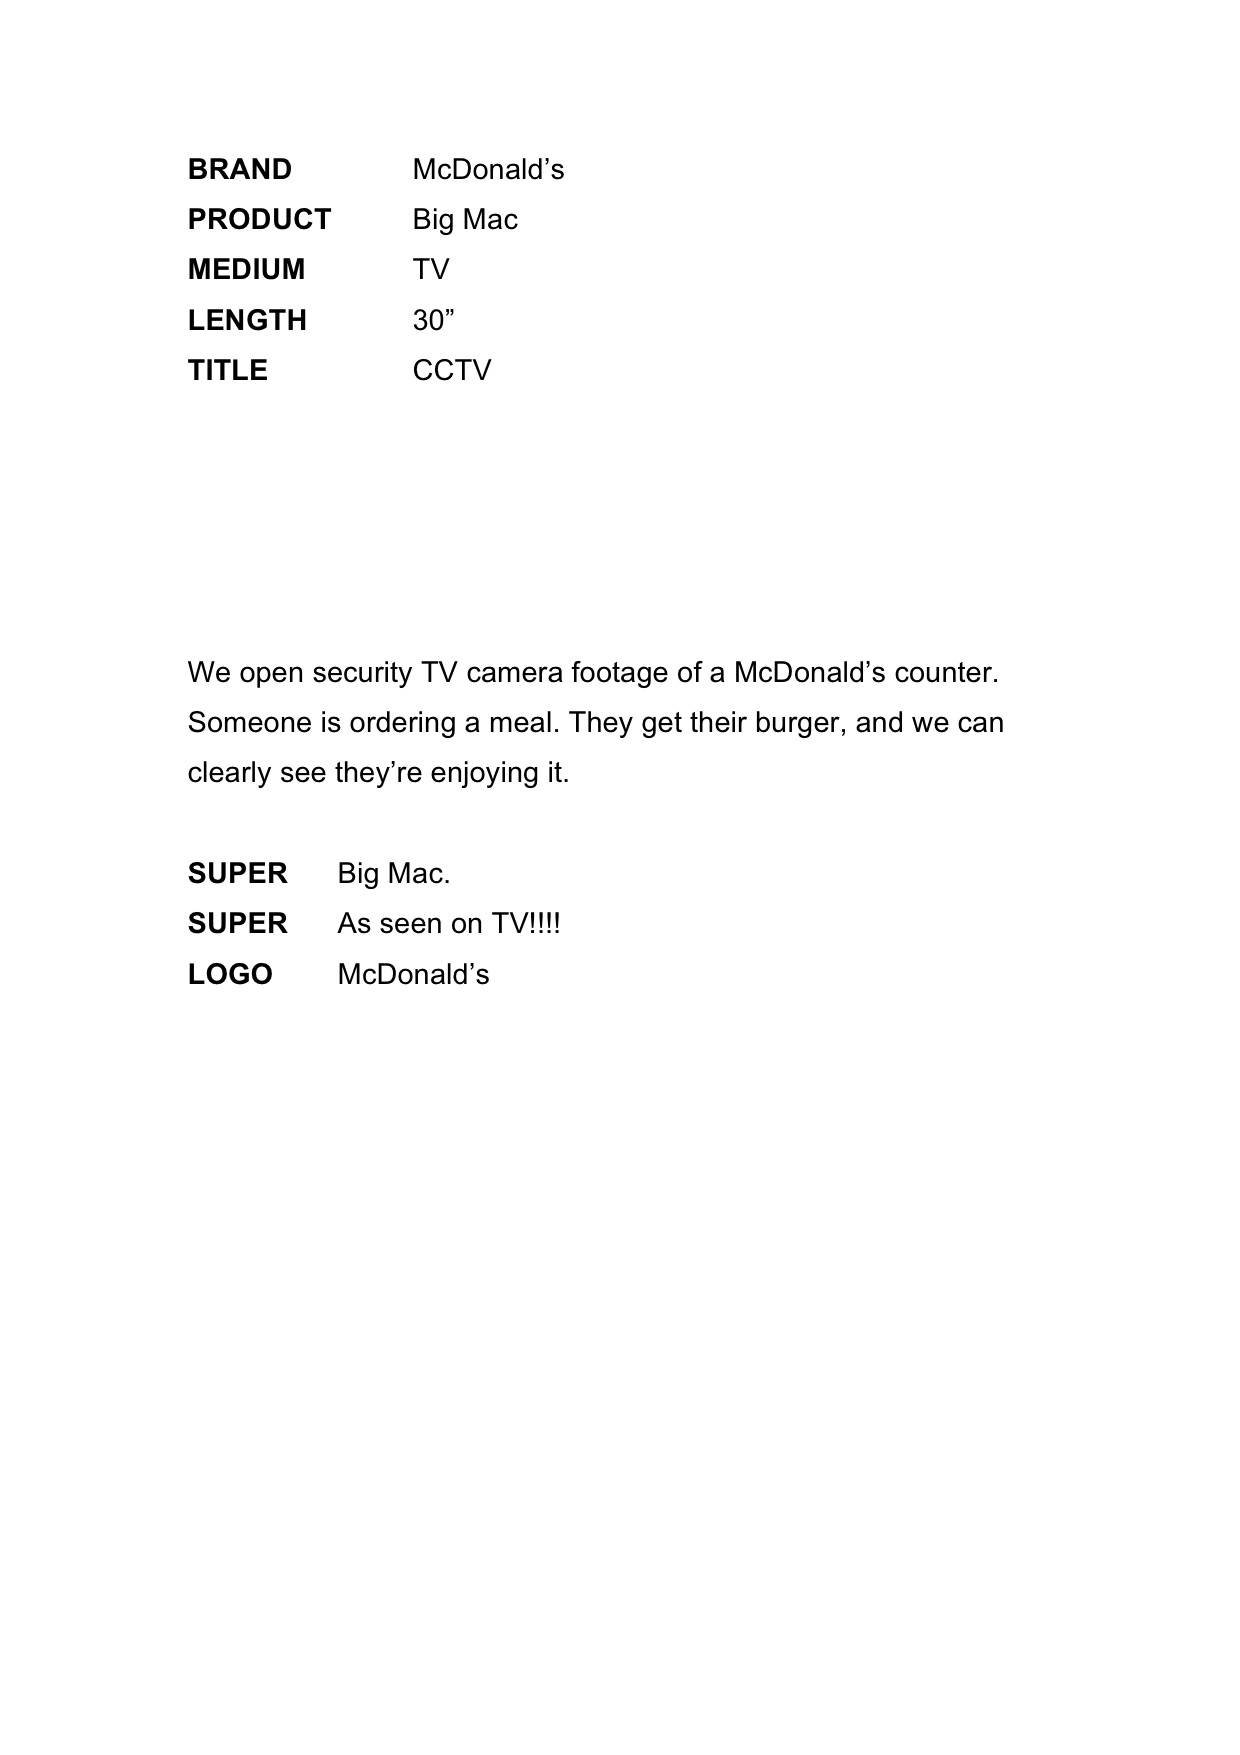 BRAND McDonald’s
PRODUCT Big Mac
MEDIUM TV
LENGTH 30”
TITLE CCTV
We open security TV camera footage of a McDonald’s counter.
Someone is ordering a meal. They get their burger, and we can
clearly see they’re enjoying it.
SUPER Big Mac.
SUPER As seen on TV!!!!
LOGO McDonald’s